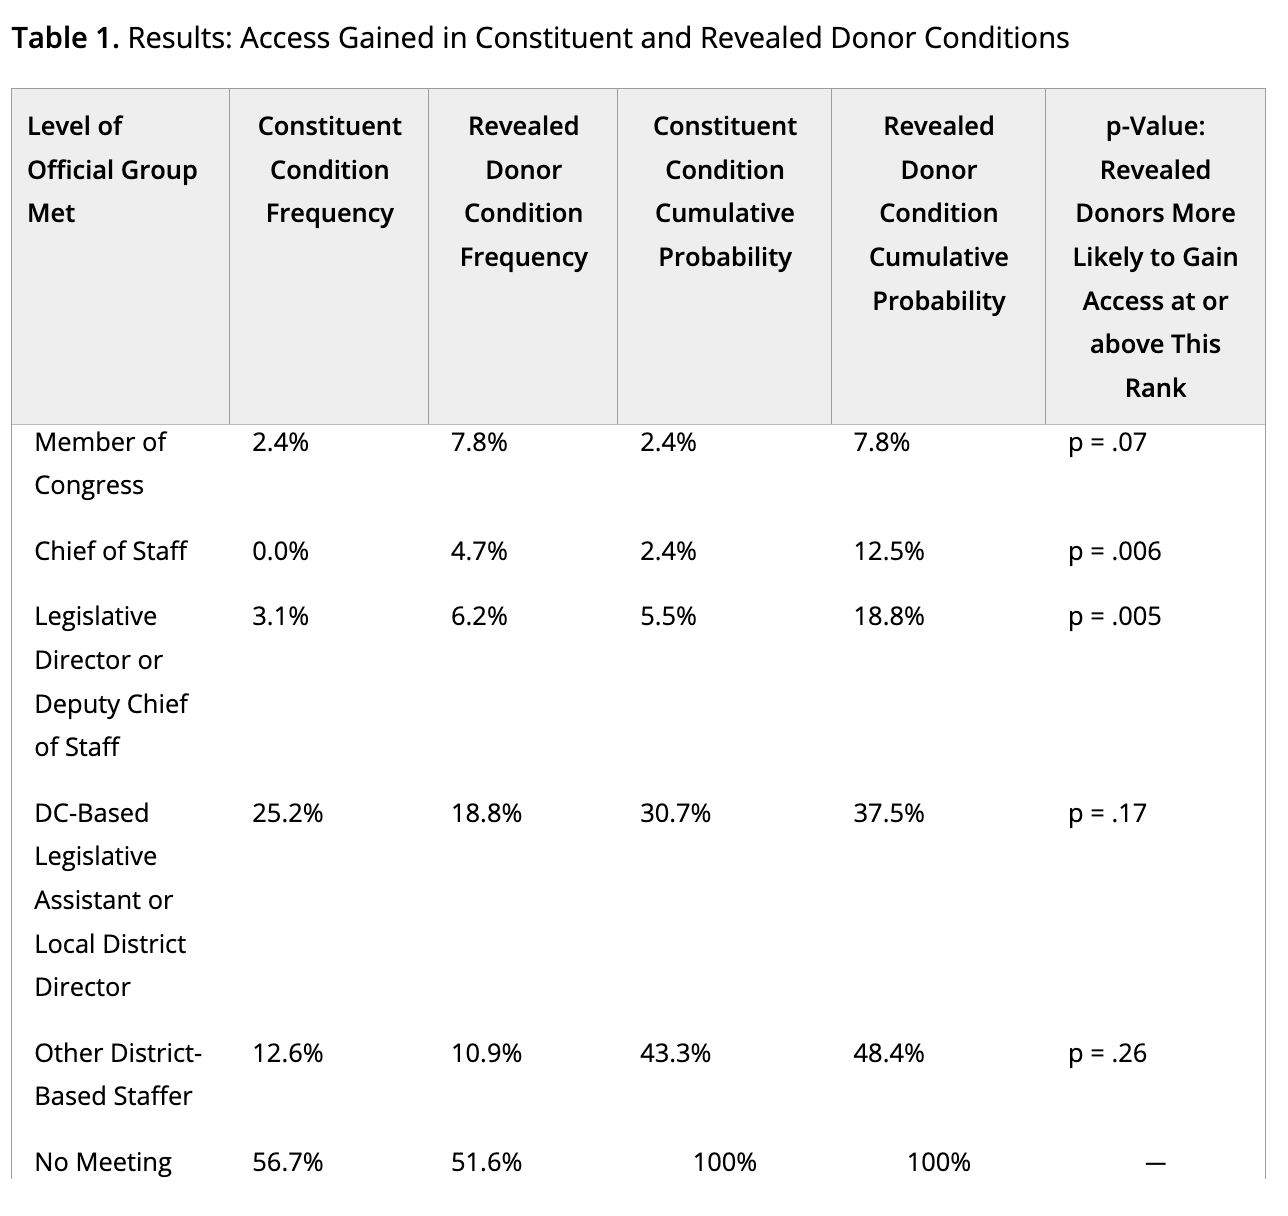 Table 1. Results: Access Gained in Constituent and Revealed Donor Conditions
Level of
Official Group
Met
Constituent
Condition
Frequency
Revealed
Donor
Condition
Frequency
Constituent
Condition
Cumulative
Probability
Revealed
Donor
Condition
Cumulative
Probability
p-Value:
Revealed
Donors More
Likely to Gain
Access at or
above This
Rank
Member of 2.4% 7.8% 2.4% 7.8% p = .07
Congress
Chief of Staff 0.0% 4.7% 2.4% 12.5% p = .006
Legislative 3.1% 6.2% 5.5% 18.8% p = .005
Director or
Deputy Chief
of Staff
DC-Based 25.2% 18.8% 30.7% 37.5% p = .17
Legislative
Assistant or
Local District
Director
Other District- 12.6% 10.9% 43.3% 48.4% p = .26
Based Staffer
No Meeting 56.7% 51.6% 100% 100% —